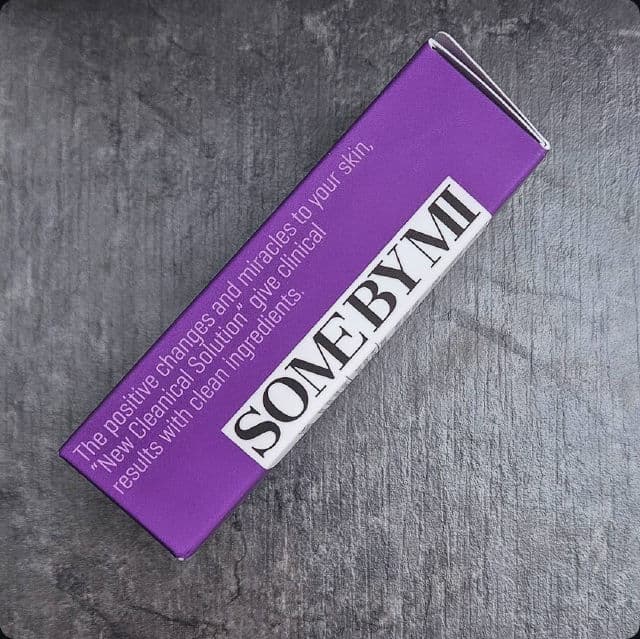 The positive changes and miracles to your skin,
"New Cleanical Solution" give clinical
results with clean ingredients.
SOME BY MI